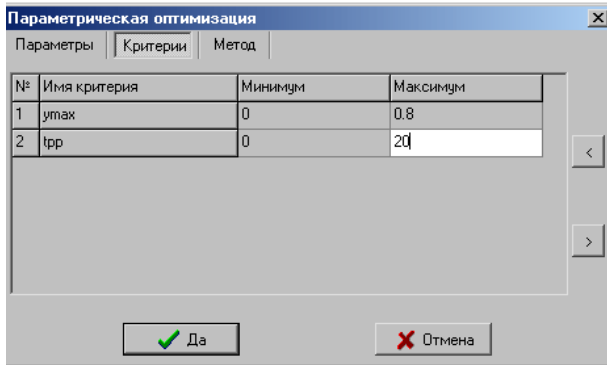 Параметрическая оптимизация
Параметры Критерии Метод
№ Имя критерия Минимум Максимум
1 ymax 0 0.8
2 tpp 0 20
<
>
Да Отмена